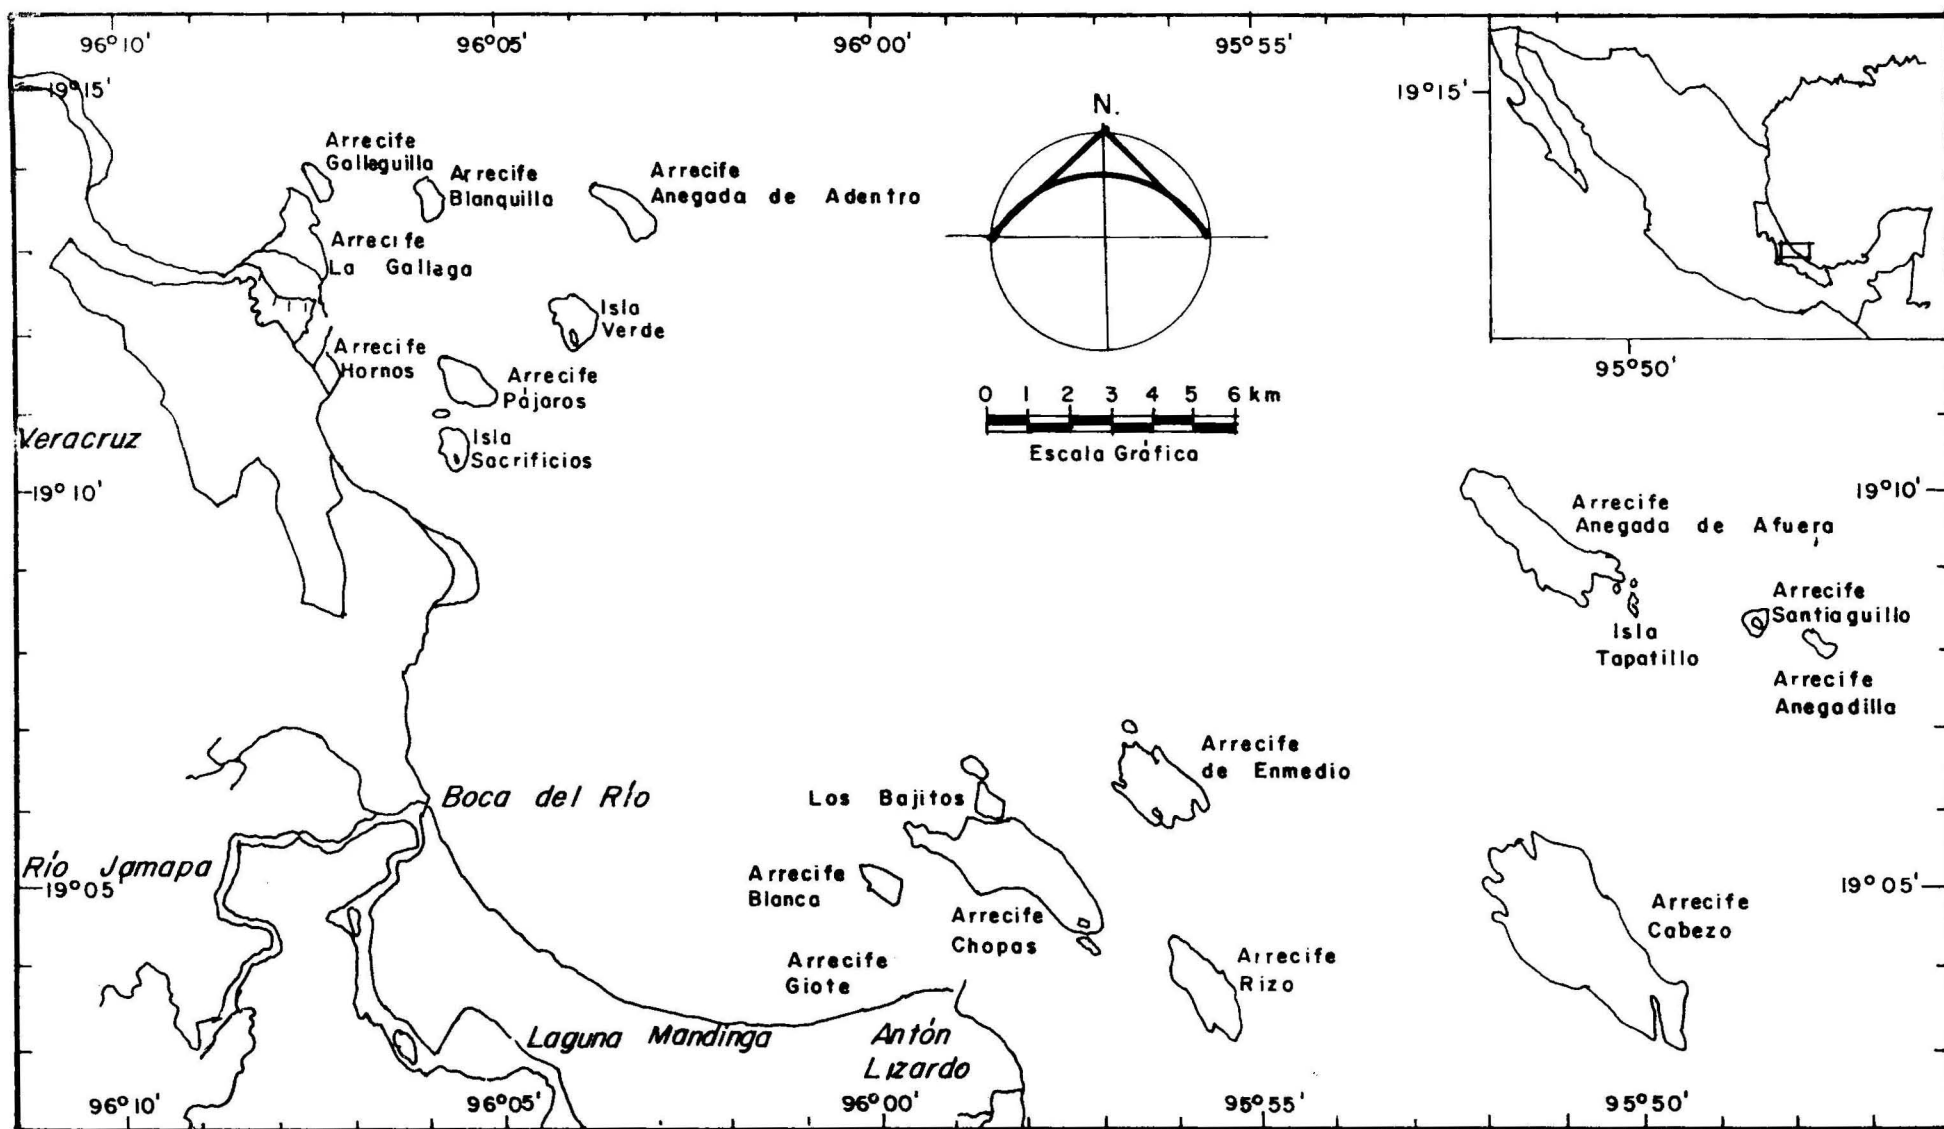 96°10'
96°05'
96°00'
95°55'
19°15'
19°15'
N.
Arrecife
Galleguilla
Arrecife
Blanquilla
Arrecife
Anegada de Adentro
Arrecife
La Gallega
Isla
Verde
Arrecife
Hornos
Arrecife
Pájaros
95°50'
0 1 2 3 4 5 6 km
Escala Gráfica
Veracruz
Isla
Sacrificios
19°10'
19°10'
Arrecife
Anegada de Afuera
Arrecife
Santiaguillo
Isla
Tapatillo
Arrecife
Anegadilla
Arrecife
de Enmedio
Boca del Río
Los Bajitos
Río Jamapa
19°05'
19°05'
Arrecife
Blanca
Arrecife
Chopas
Arrecife
Cabezo
Arrecife
Giote
Arrecife
Rizo
Laguna Mandinga
Antón
Lizardo
96°10'
96°05'
96°00'
95°55'
95°50'